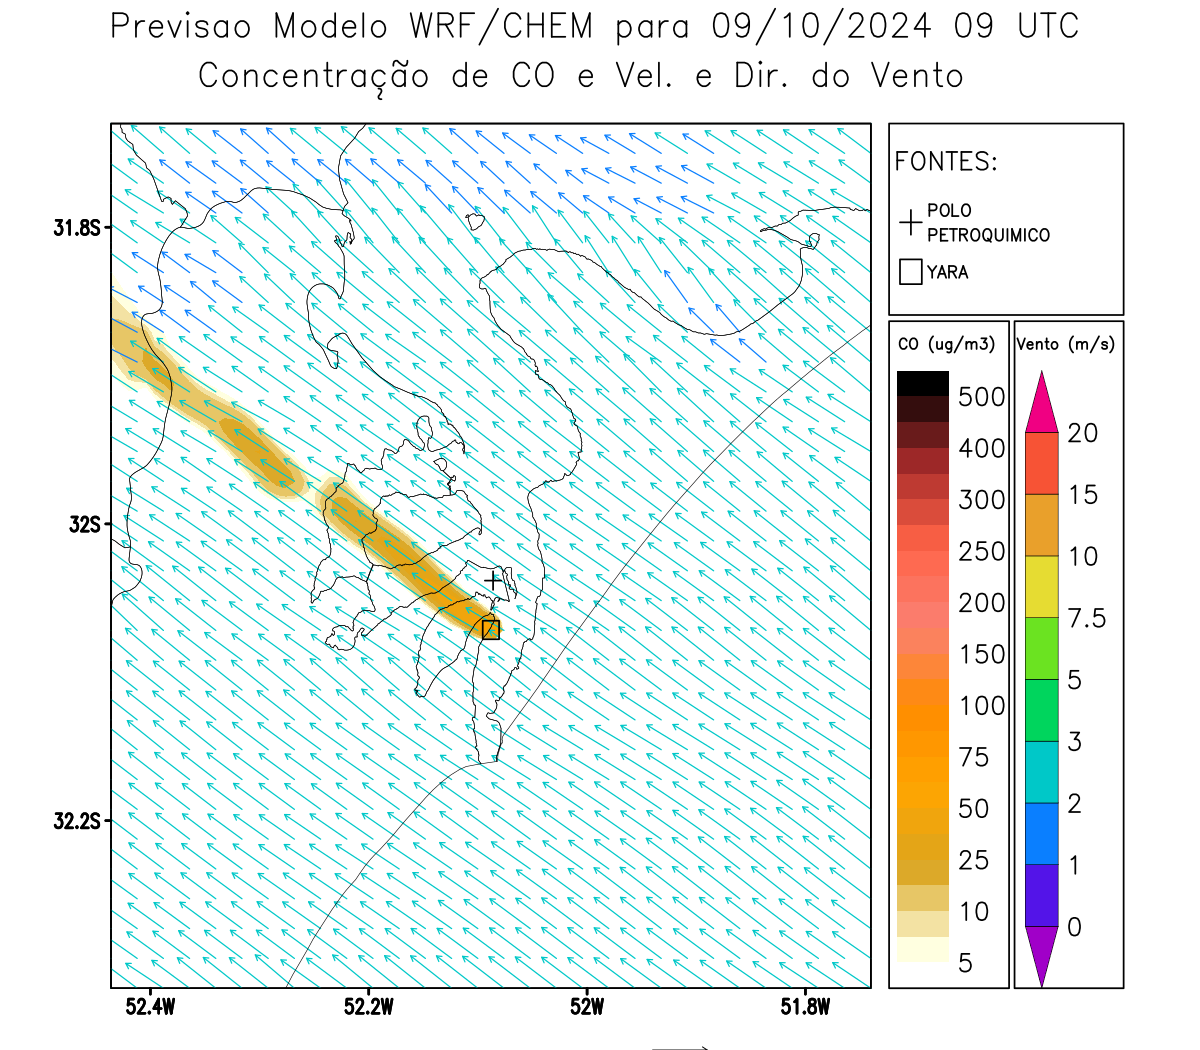 Previsao Modelo WRF/CHEM para 09/10/2024 09 UTC
Concentração de CO e Vel. e Dir. do Vento
FONTES:
POLO
PETROQUIMICO
YARA
31.8S
32S
32.2S
52.4W
52.2W
52W
51.8W
CO (ug/m3)
500
400
300
250
200
150
100
75
50
25
10
5
Vento (m/s)
20
15
10
7.5
5
3
2
1
0